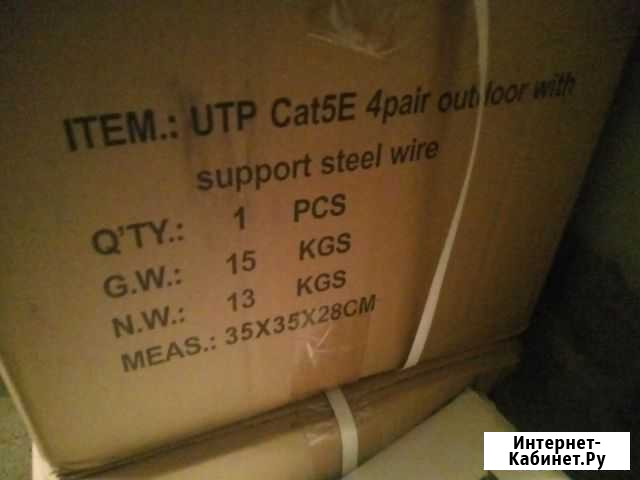 ITEM.: UTP Cat5E 4pair outdoor with
support steel wire
Q'TY.: 1 PCS
G.W.: 15 KGS
N.W.: 13 KGS
MEAS.: 35X35X28CM
Интернет-
Кабинет.Ру